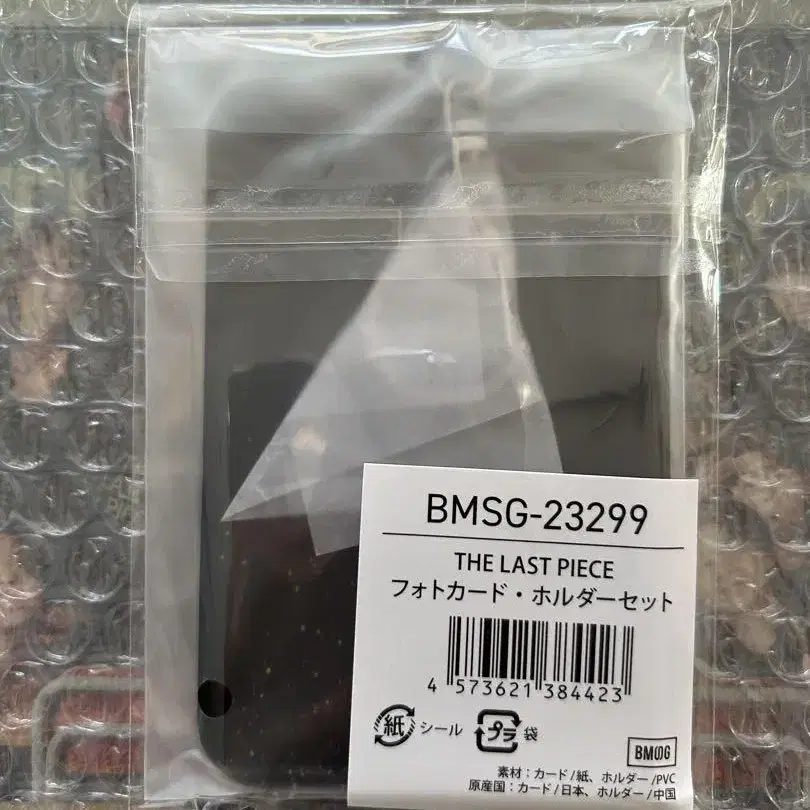 BMSG-23299
THE LAST PIECE
フォトカード・ホルダーセット
4 573621 384423
紙 シール プラ 袋
BMSG
素材：カード/紙、ホルダー/PVC
原産国：カード/日本、ホルダー/中国